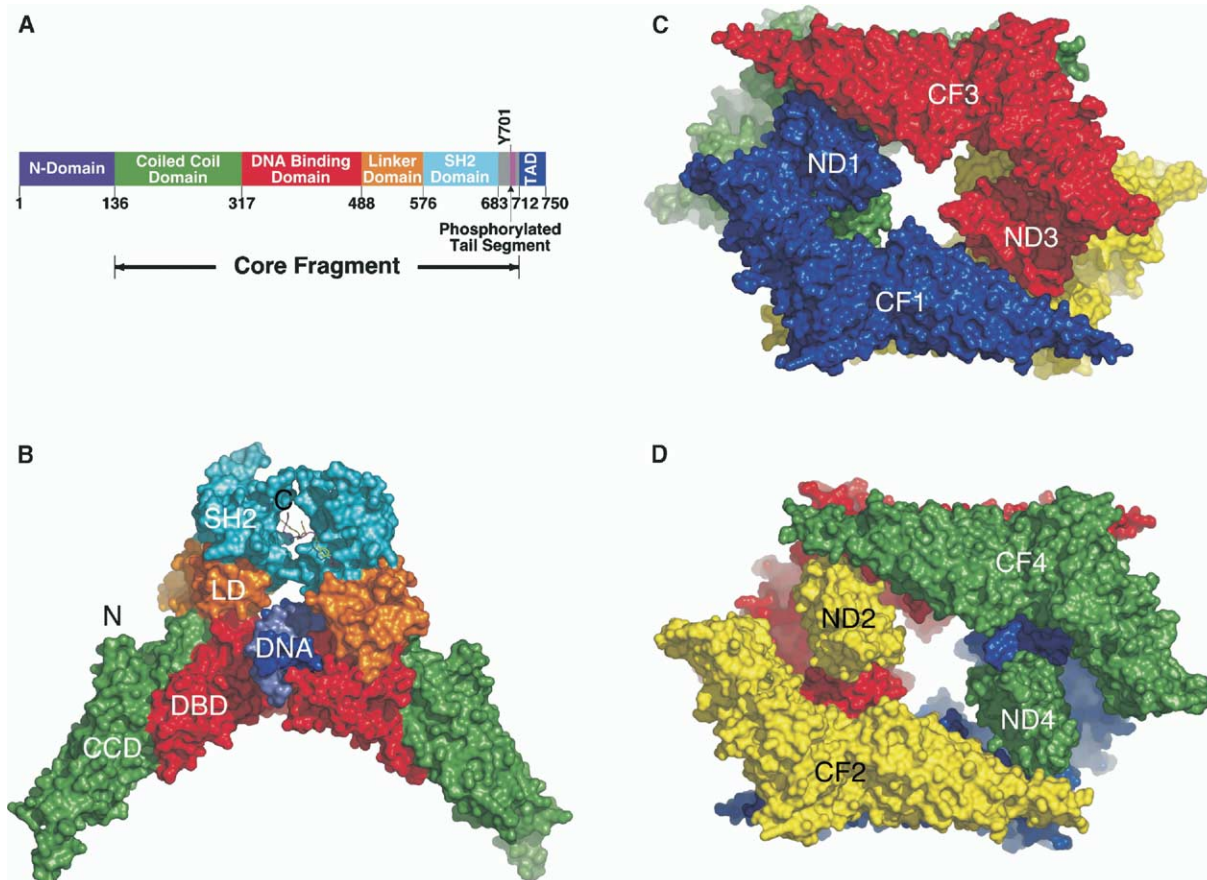 A
Y701
N-Domain
Coiled Coil
Domain
DNA Binding
Domain
Linker
Domain
SH2
Domain
TAD
1 136 317 488 576 683 712 750
Phosphorylated
Tail Segment
Core Fragment
B
C
SH2
LD
N
DNA
DBD
CCD
C
CF3
ND1
ND3
CF1
D
CF4
ND2
ND4
CF2